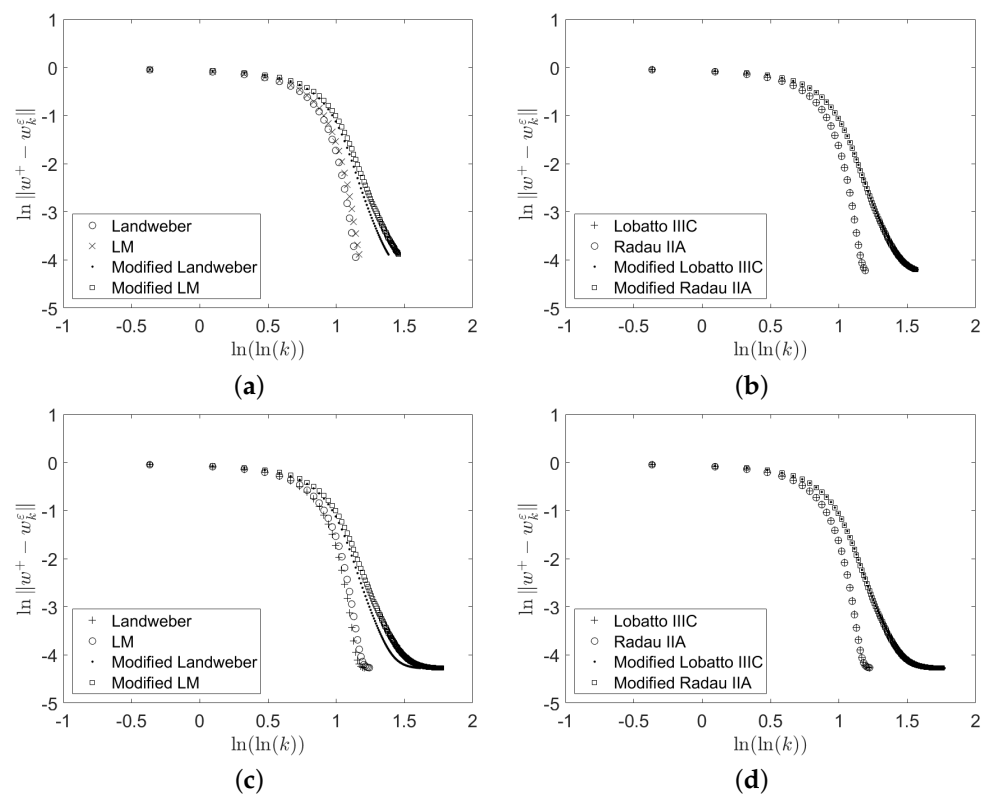 1
0
-1
-2
-3
-4
-5
-1
-0.5
0
0.5
1
1.5
2
ln ‖w⁺ − wₖᵋ‖
ln(ln(k))
Landweber
LM
Modified Landweber
Modified LM
(a)
1
0
-1
-2
-3
-4
-5
-1
-0.5
0
0.5
1
1.5
2
ln ‖w⁺ − wₖᵋ‖
ln(ln(k))
Lobatto IIIC
Radau IIA
Modified Lobatto IIIC
Modified Radau IIA
(b)
1
0
-1
-2
-3
-4
-5
-1
-0.5
0
0.5
1
1.5
2
ln ‖w⁺ − wₖᵋ‖
ln(ln(k))
Landweber
LM
Modified Landweber
Modified LM
(c)
1
0
-1
-2
-3
-4
-5
-1
-0.5
0
0.5
1
1.5
2
ln ‖w⁺ − wₖᵋ‖
ln(ln(k))
Lobatto IIIC
Radau IIA
Modified Lobatto IIIC
Modified Radau IIA
(d)